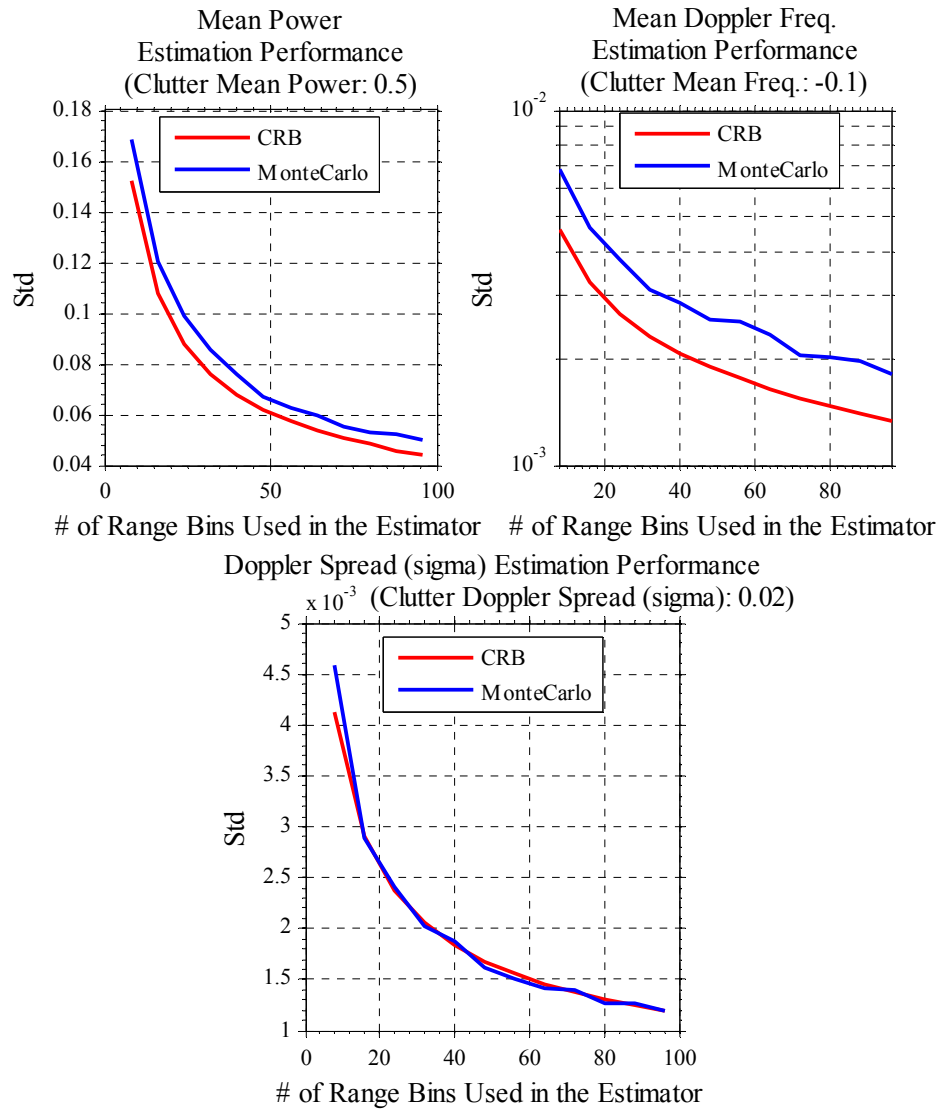 Mean Power
Estimation Performance
(Clutter Mean Power: 0.5)
0.18
0.16
0.14
0.12
0.1
0.08
0.06
0.04
Std
CRB
MonteCarlo
0
50
100
# of Range Bins Used in the Estimator
Mean Doppler Freq.
Estimation Performance
(Clutter Mean Freq.: -0.1)
10-2
10-3
Std
CRB
MonteCarlo
20
40
60
80
# of Range Bins Used in the Estimator
Doppler Spread (sigma) Estimation Performance
x 10-3 (Clutter Doppler Spread (sigma): 0.02)
5
4.5
4
3.5
3
2.5
2
1.5
1
Std
CRB
MonteCarlo
0
20
40
60
80
100
# of Range Bins Used in the Estimator